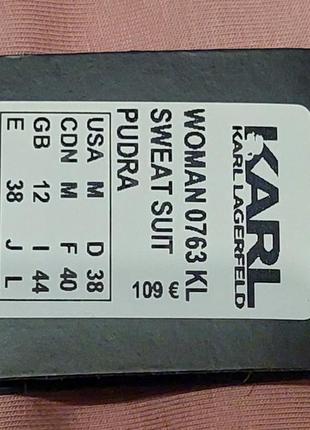 KARL
KARL LAGERFELD
WOMAN 0763 KL
SWEAT SUIT
PUDRA
109 €
USA M D 38
CDN M F 40
GB 12 I 44
E 38 J L